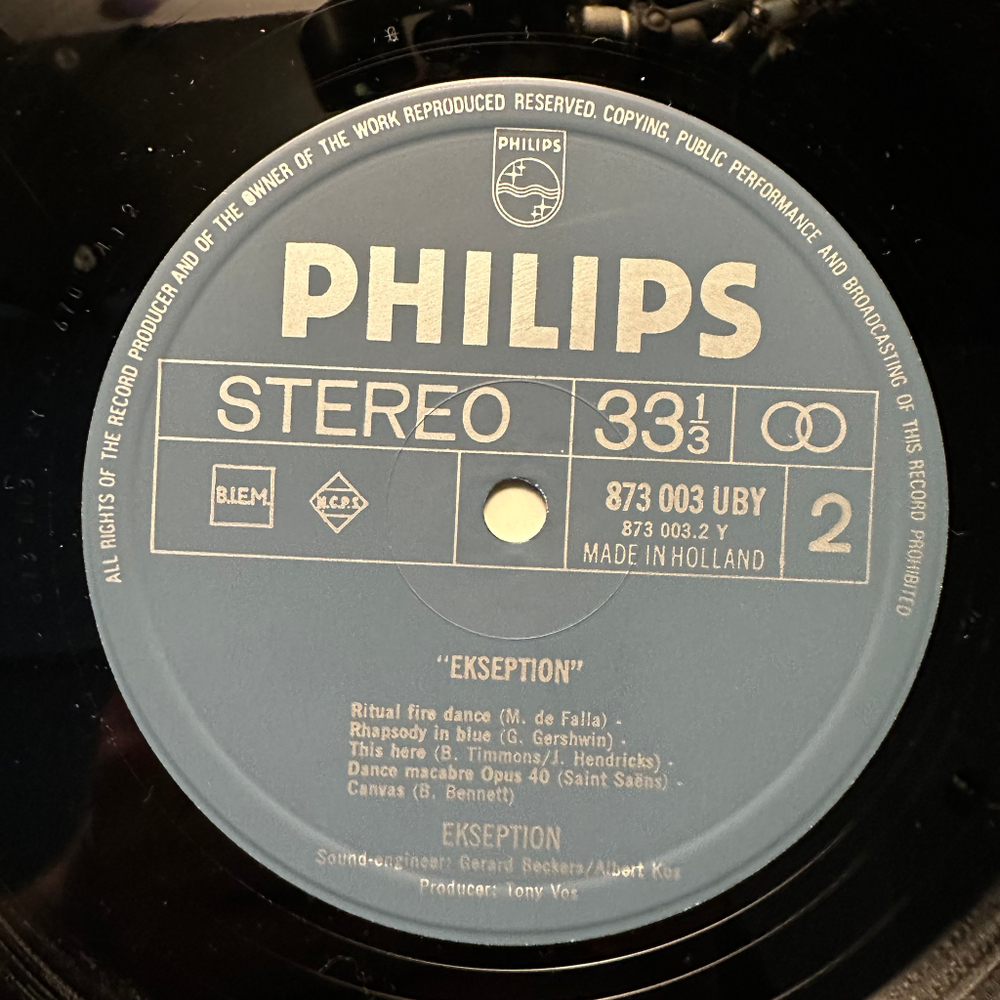 ALL RIGHTS OF THE RECORD PRODUCER AND OF THE OWNER OF THE WORK REPRODUCED RESERVED. COPYING, PUBLIC PERFORMANCE AND BROADCASTING OF THIS RECORD PROHIBITED
PHILIPS
PHILIPS
STEREO
33 1/3
B.I.E.M.
M.C.P.S
873 003 UBY
873 003.2 Y
MADE IN HOLLAND
2
"EKSEPTION"
Ritual fire dance (M. de Falla) -
Rhapsody in blue (G. Gershwin) -
This here (B. Timmons/J. Hendricks) -
Dance macabre Opus 40 (Saint Saëns) -
Canvas (B. Bennett)
EKSEPTION
Sound-engineer: Gerard Beckers/Albert Kos
Producer: Tony Vos